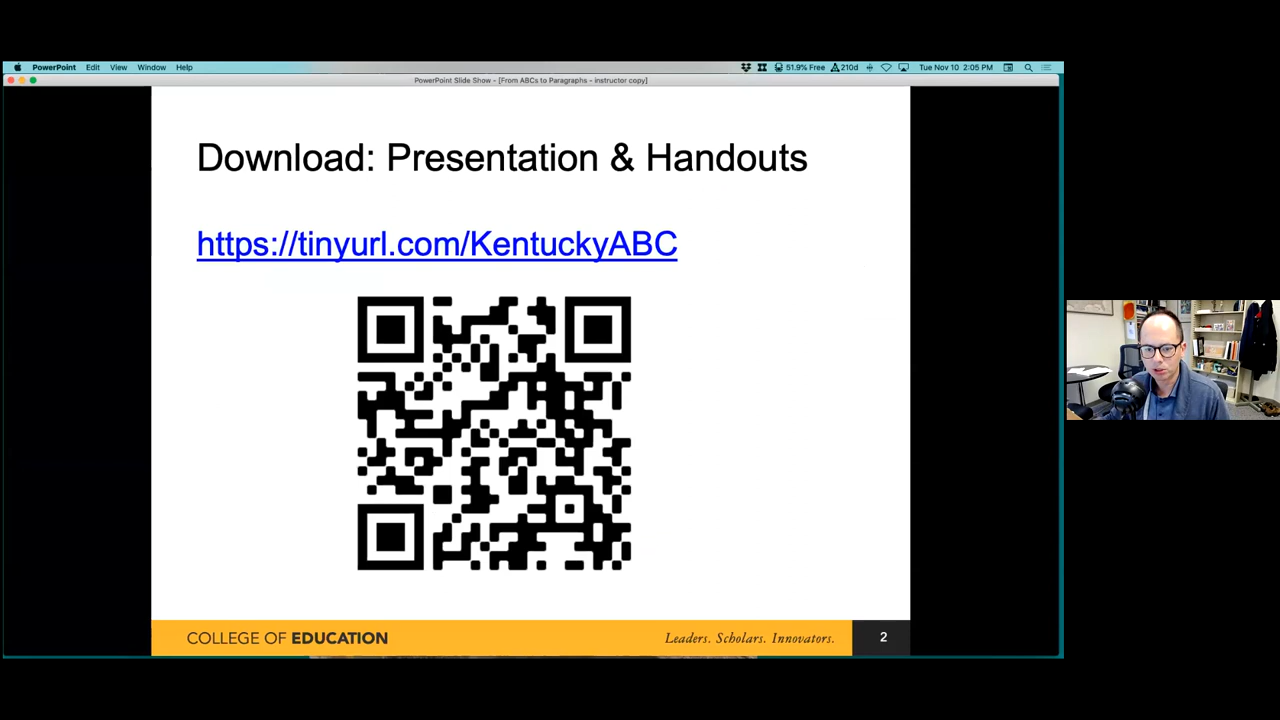 PowerPoint Edit View Window Help 51.9% Free 210d Tue Nov 10 2:05 PM
PowerPoint Slide Show - [From ABCs to Paragraphs - instructor copy]
Download: Presentation & Handouts
https://tinyurl.com/KentuckyABC
COLLEGE OF EDUCATION Leaders. Scholars. Innovators. 2